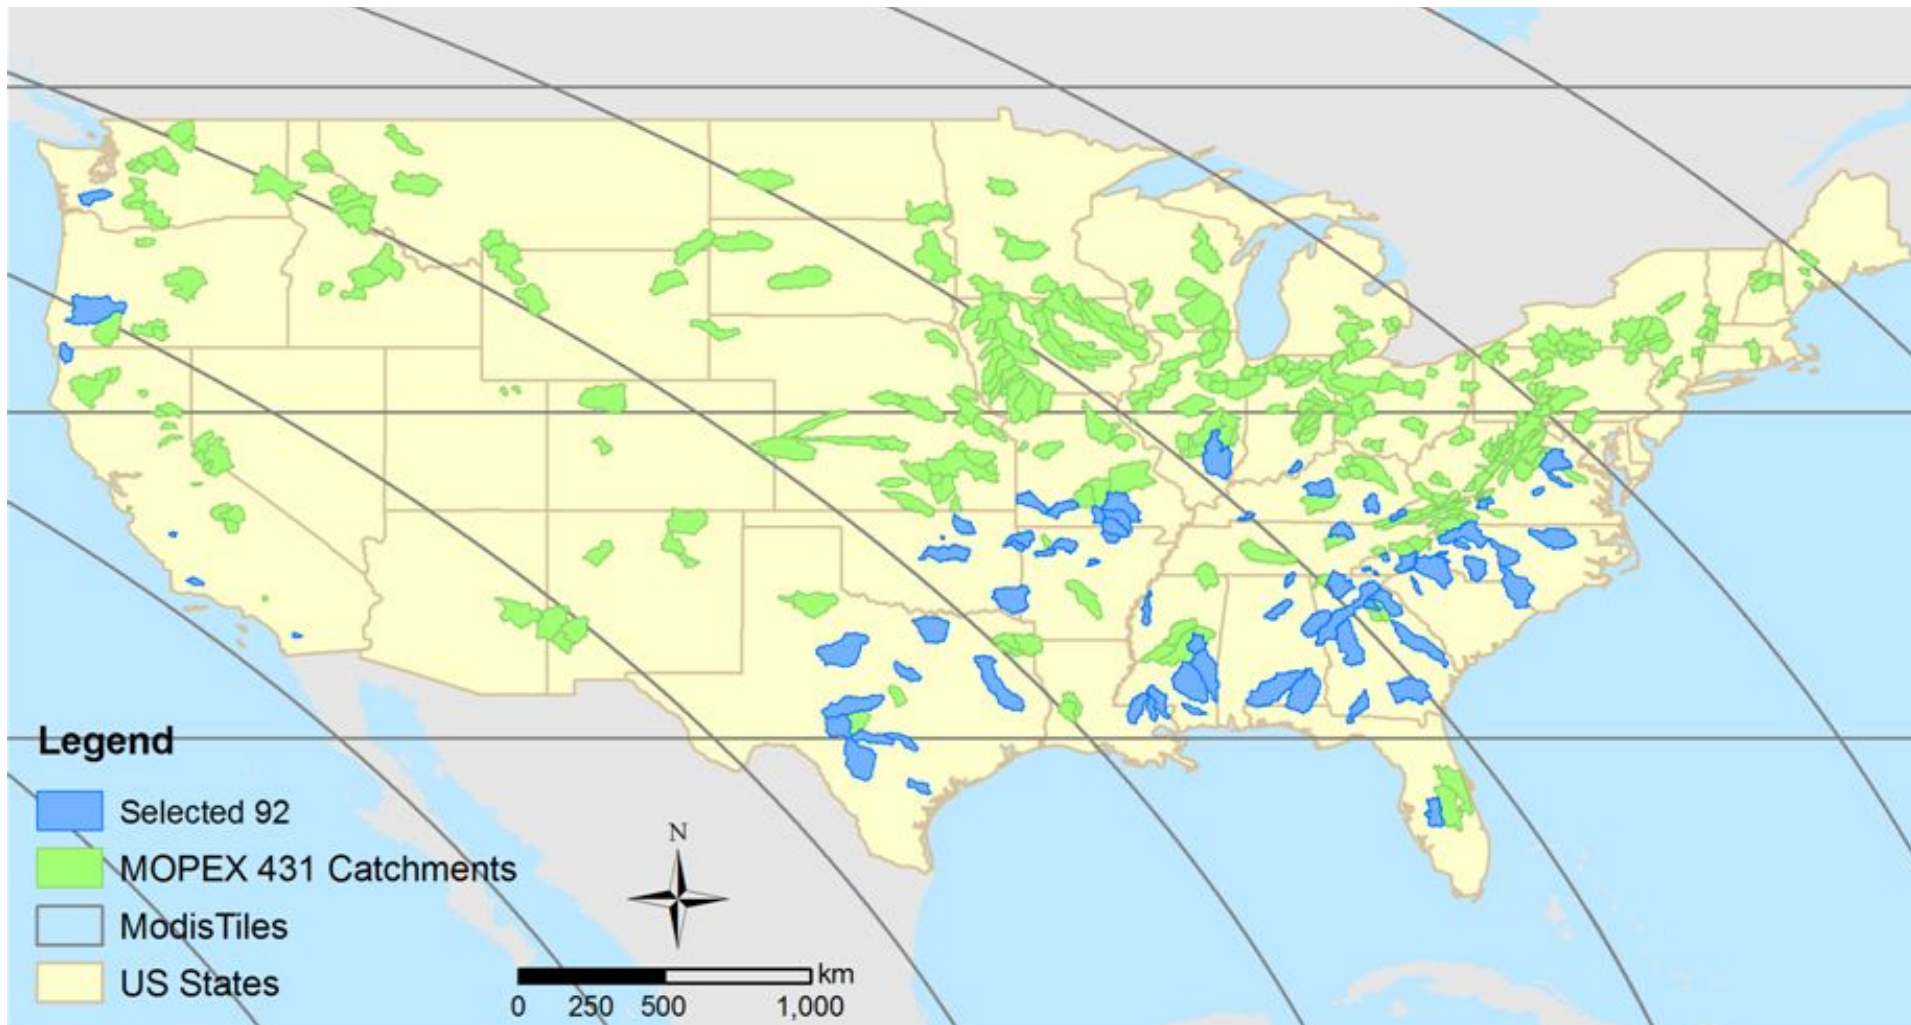 Legend
Selected 92
MOPEX 431 Catchments
ModisTiles
US States
N
km
0 250 500 1,000